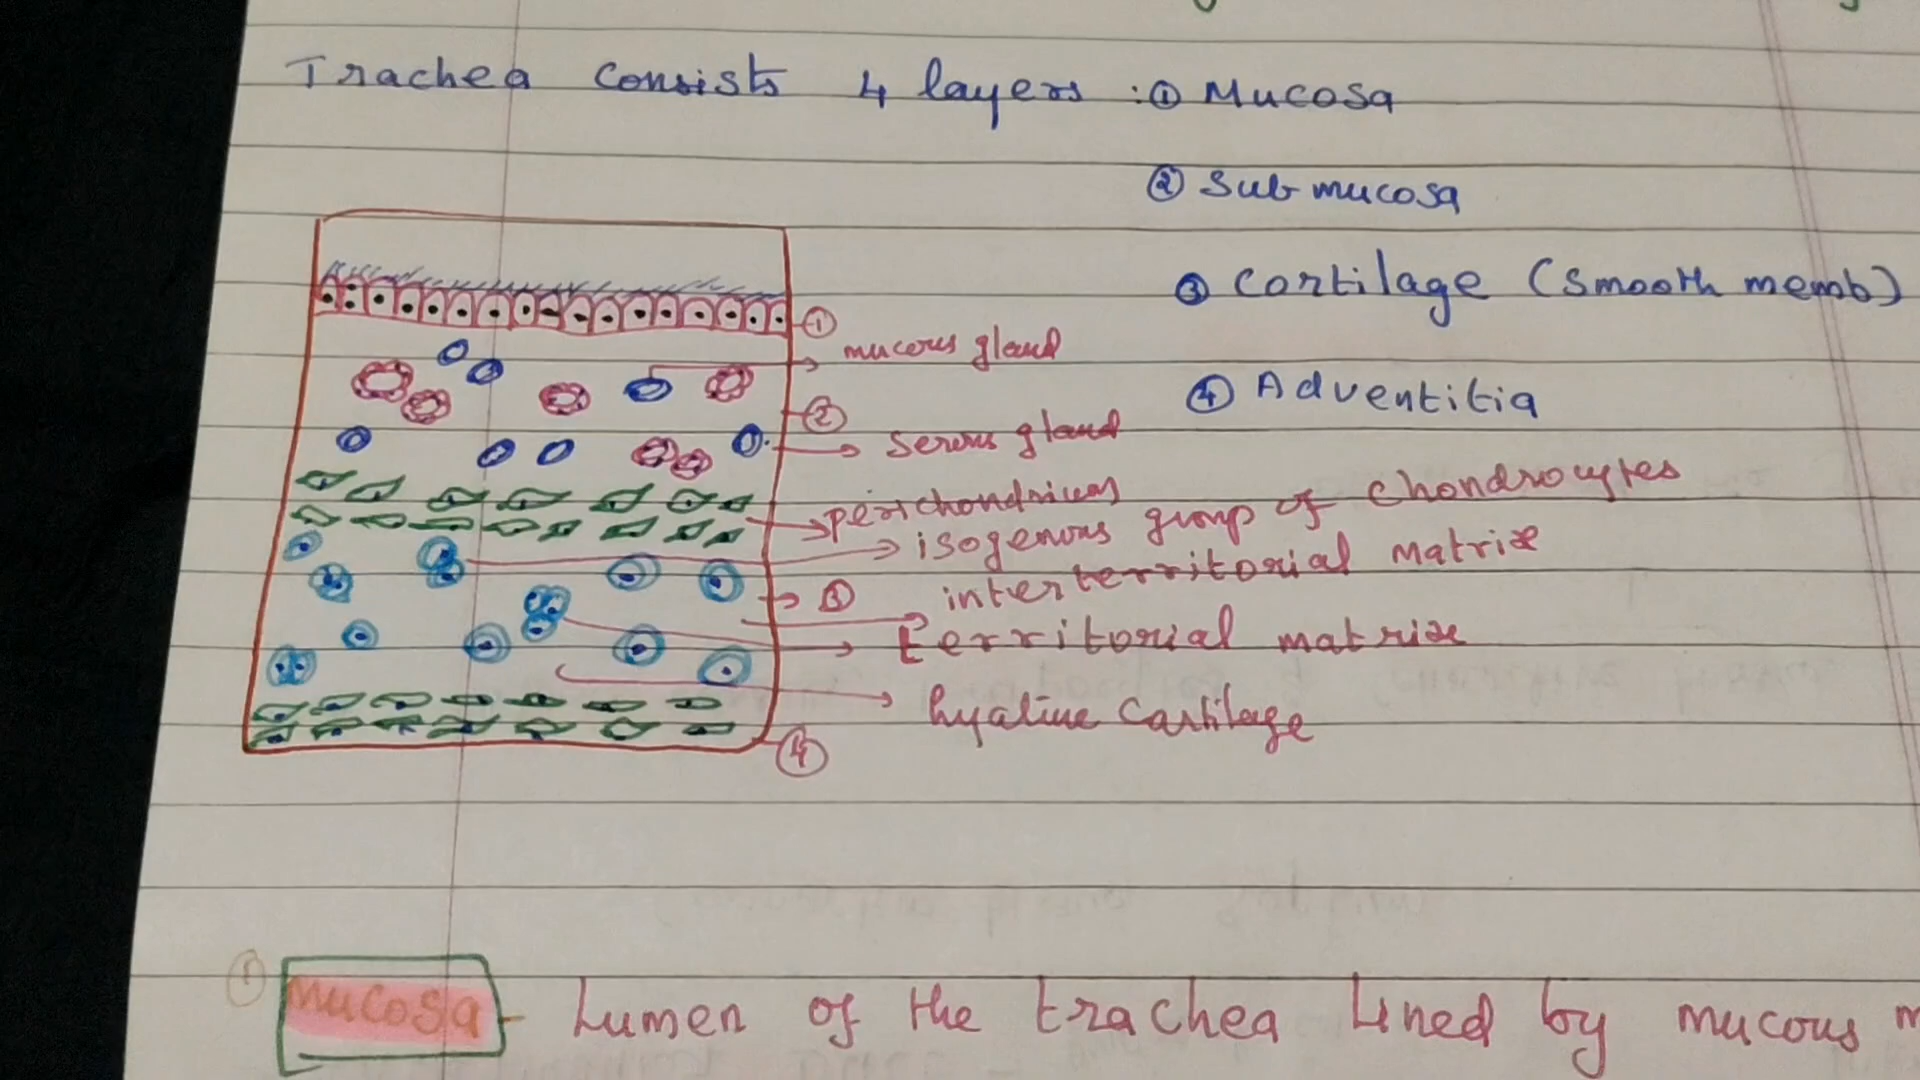 Trachea consists 4 layers : ① Mucosa
② Sub mucosa
③ Cartilage (Smooth memb)
④ Adventitia
①
mucous gland
②
Serous gland
perichondrium
isogenous group of chondrocytes
interterritorial matrix
③
territorial matrix
hyaline Cartilage
④
① mucosa - Lumen of the trachea Lined by mucous